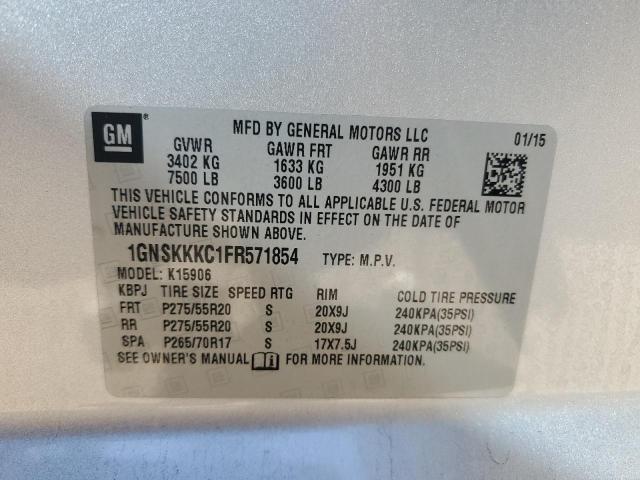 GM
MFD BY GENERAL MOTORS LLC
01/15
GVWR GAWR FRT GAWR RR
3402 KG 1633 KG 1951 KG
7500 LB 3600 LB 4300 LB
THIS VEHICLE CONFORMS TO ALL APPLICABLE U.S. FEDERAL MOTOR
VEHICLE SAFETY STANDARDS IN EFFECT ON THE DATE OF
MANUFACTURE SHOWN ABOVE.
1GNSKKKC1FR571854 TYPE: M.P.V.
MODEL: K15906
KBPJ TIRE SIZE SPEED RTG RIM COLD TIRE PRESSURE
FRT P275/55R20 S 20X9J 240KPA(35PSI)
RR P275/55R20 S 20X9J 240KPA(35PSI)
SPA P265/70R17 S 17X7.5J 240KPA(35PSI)
SEE OWNER'S MANUAL FOR MORE INFORMATION.